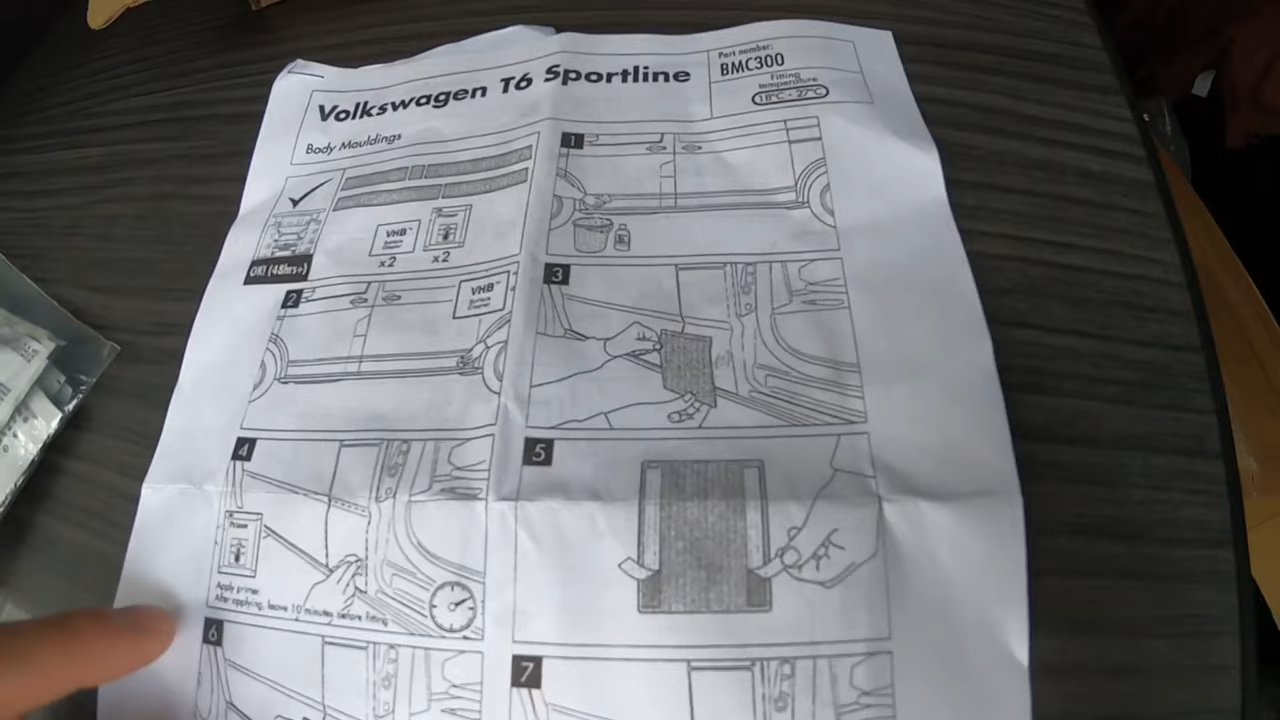 Volkswagen T6 Sportline
Body Mouldings
Part number:
BMC300
Fitting
temperature
18°C - 27°C
OK! (48hrs+)
VHB™
Surface
Cleaner
x2
Primer
x2
1
2
VHB™
Surface
Cleaner
3
4
Primer
Apply primer
After applying, leave 10 minutes before fitting
5
6
7